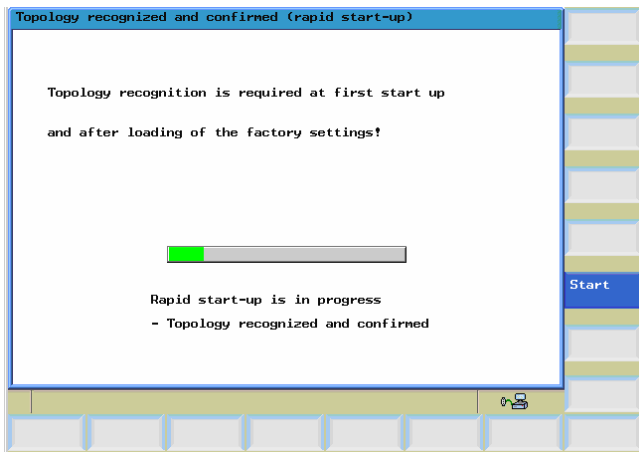 Topology recognized and confirmed (rapid start-up)
Topology recognition is required at first start up
and after loading of the factory settings!
Start
Rapid start-up is in progress
- Topology recognized and confirmed